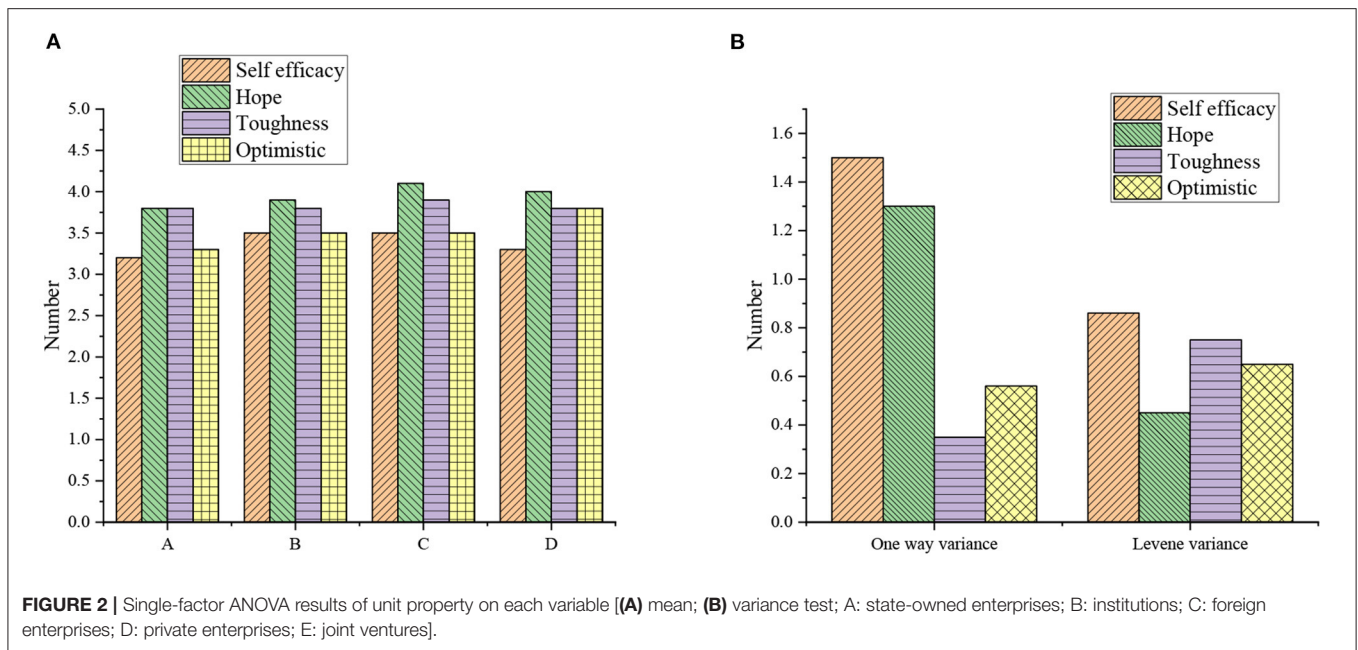 A
Self efficacy
Hope
Toughness
Optimistic
5.0
4.5
4.0
3.5
3.0
2.5
2.0
1.5
1.0
0.5
0.0
Number
A B C D
B
Self efficacy
Hope
Toughness
Optimistic
1.6
1.4
1.2
1.0
0.8
0.6
0.4
0.2
0.0
Number
One way variance Levene variance
FIGURE 2 | Single-factor ANOVA results of unit property on each variable [(A) mean; (B) variance test; A: state-owned enterprises; B: institutions; C: foreign
enterprises; D: private enterprises; E: joint ventures].